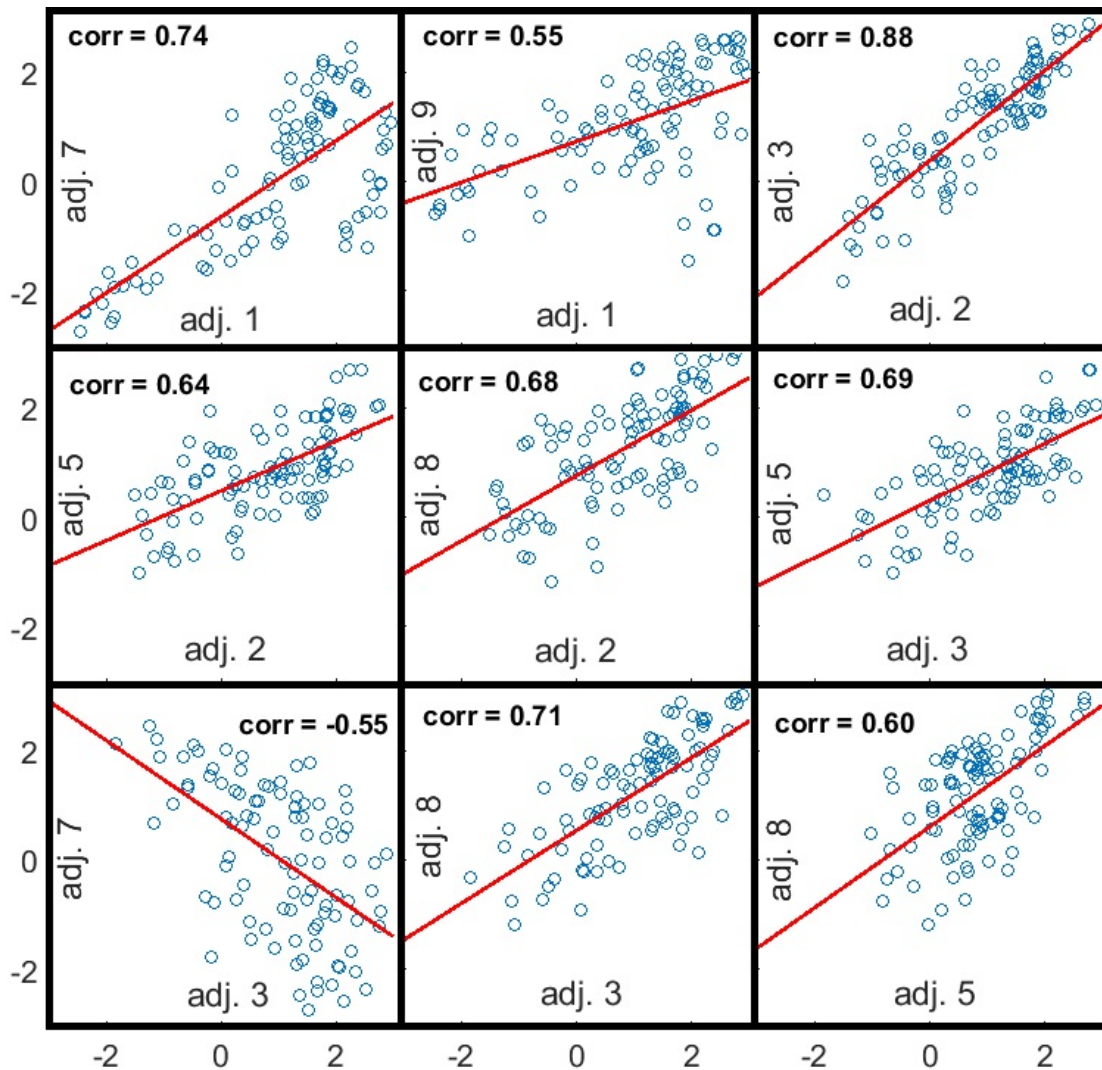 corr = 0.74
2
0
-2
adj. 7
adj. 1
corr = 0.55
adj. 9
adj. 1
corr = 0.88
adj. 3
adj. 2
corr = 0.64
2
0
-2
adj. 5
adj. 2
corr = 0.68
adj. 8
adj. 2
corr = 0.69
adj. 5
adj. 3
corr = -0.55
2
0
-2
adj. 7
adj. 3
corr = 0.71
adj. 8
adj. 3
corr = 0.60
adj. 8
adj. 5
-2 0 2
-2 0 2
-2 0 2